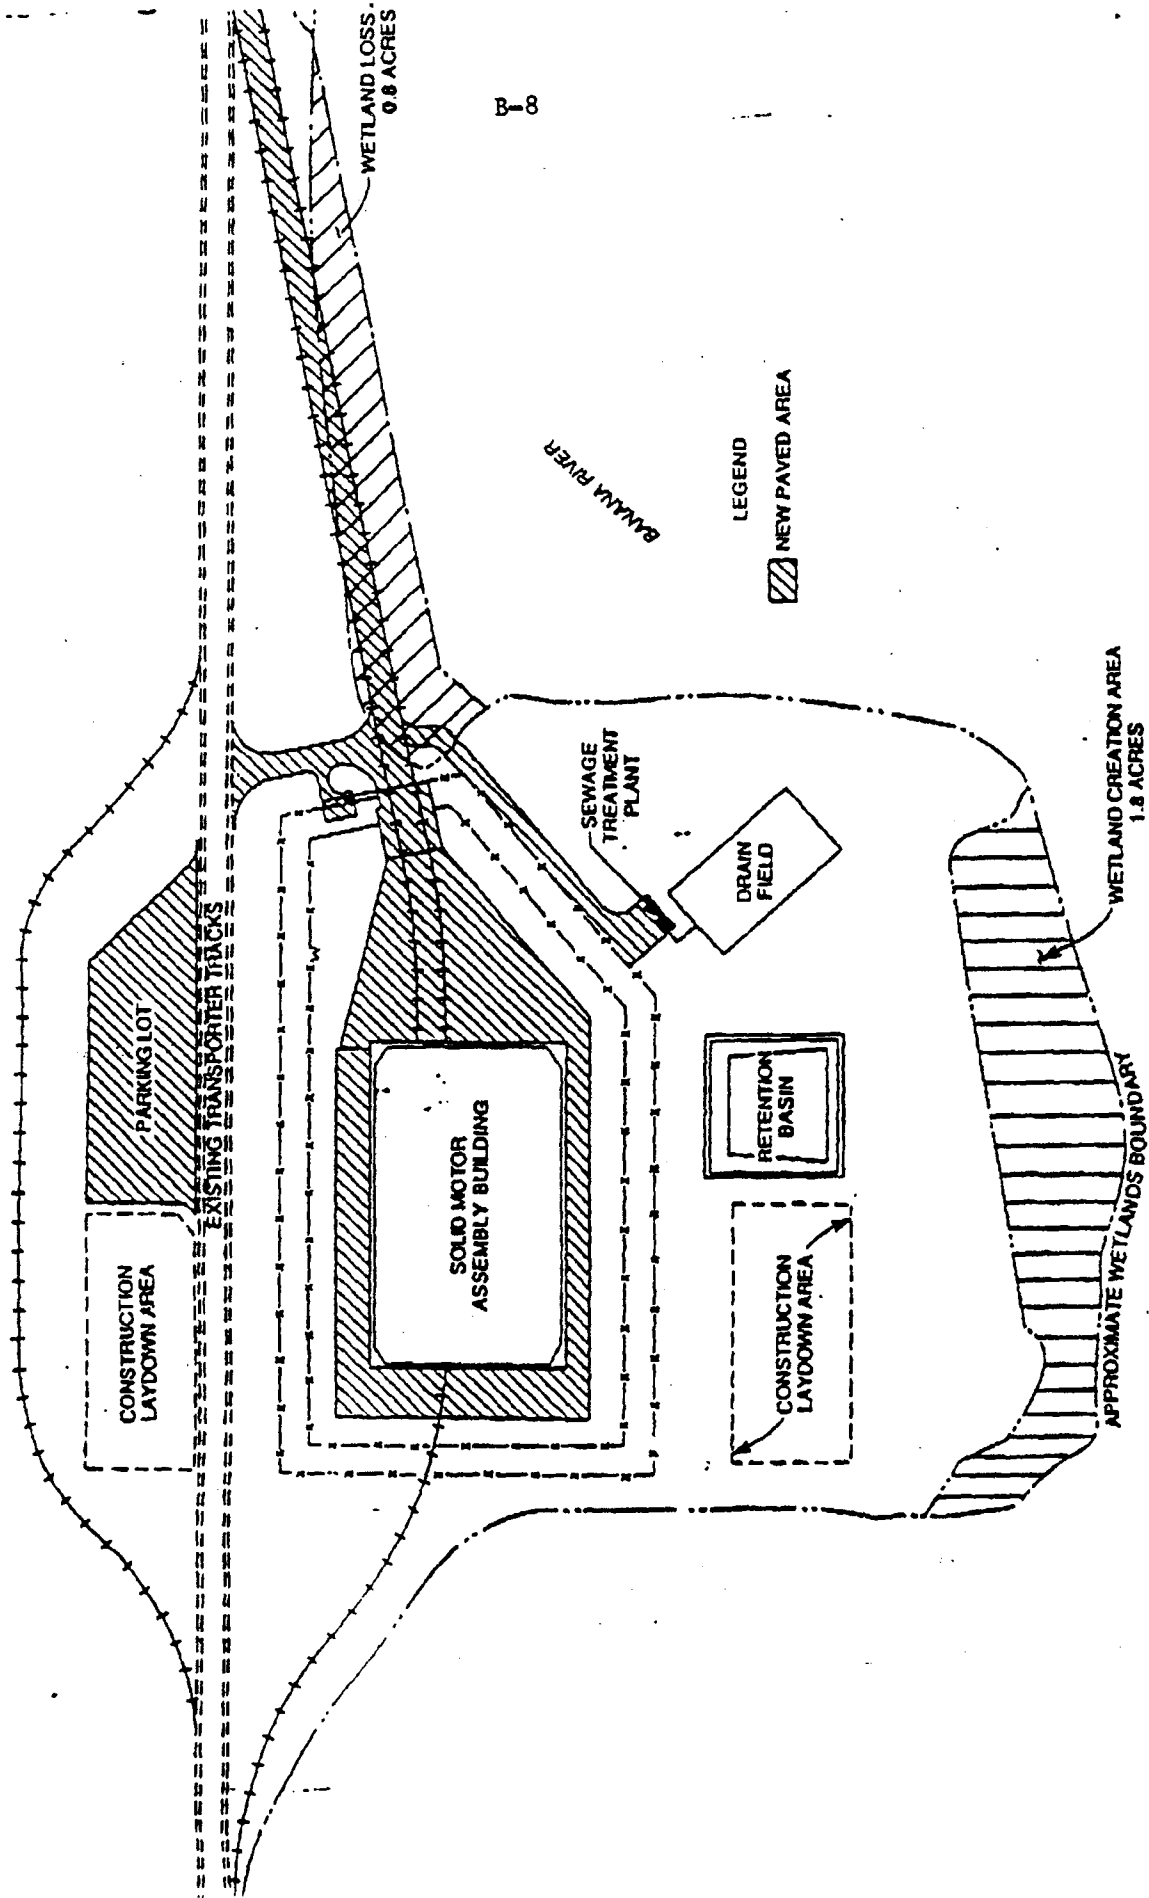 B-8
WETLAND LOSS
0.8 ACRES
BANANA RIVER
LEGEND
NEW PAVED AREA
PARKING LOT
EXISTING TRANSPORTER TRACKS
CONSTRUCTION
LAYDOWN AREA
SOLID MOTOR
ASSEMBLY BUILDING
SEWAGE
TREATMENT
PLANT
DRAIN
FIELD
RETENTION
BASIN
CONSTRUCTION
LAYDOWN AREA
WETLAND CREATION AREA
1.8 ACRES
APPROXIMATE WETLANDS BOUNDARY